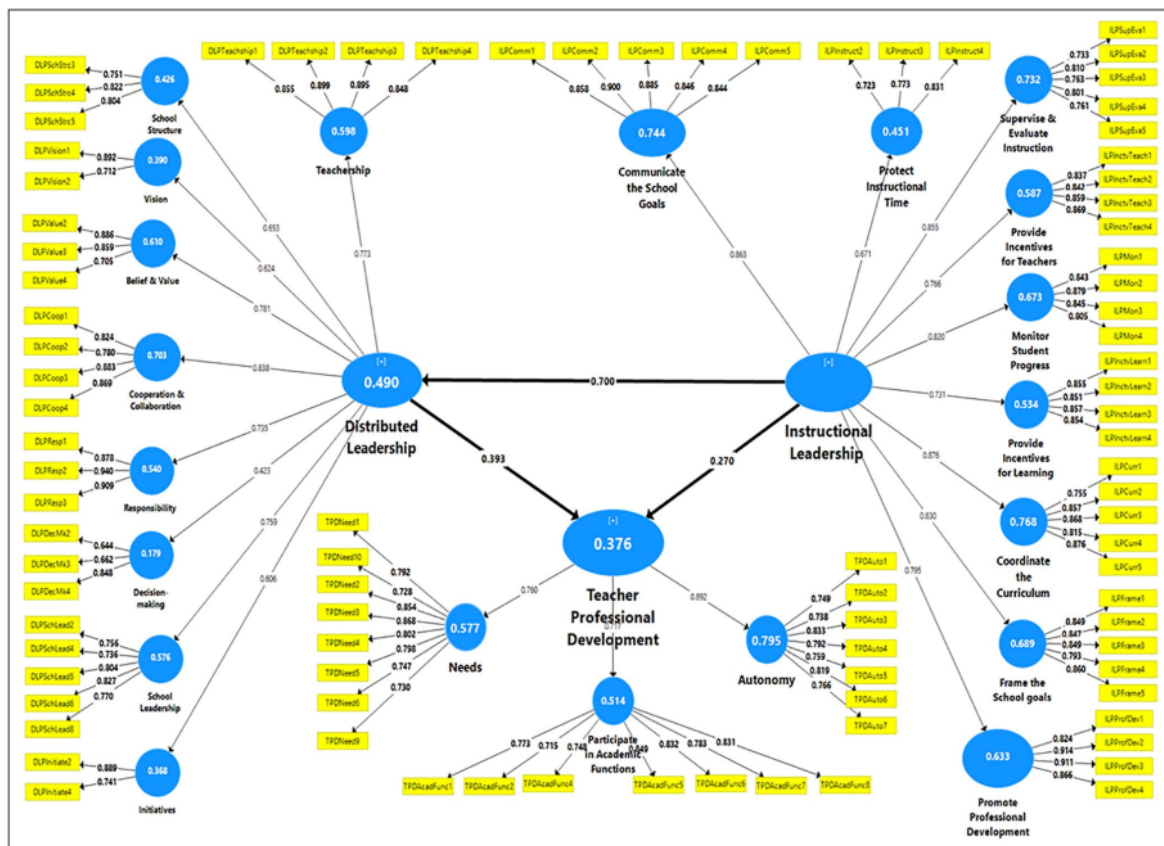 DLPTeachship1
DLPTeachship2
DLPTeachship3
DLPTeachship4
0.855
0.899
0.895
0.848
0.598
Teachership
ILPComm1
ILPComm2
ILPComm3
ILPComm4
ILPComm5
0.858
0.900
0.885
0.846
0.844
0.744
Communicate
the School
Goals
ILPInstruct2
ILPInstruct3
ILPInstruct4
0.723
0.773
0.831
0.451
Protect
Instructional
Time
ILPSupEva1
ILPSupEva2
ILPSupEva3
ILPSupEva4
ILPSupEva5
0.733
0.810
0.763
0.801
0.761
0.732
Supervise &
Evaluate
Instruction
DLPSchStrc3
DLPSchStrc4
DLPSchStrc5
0.751
0.822
0.804
0.426
School
Structure
DLPVision1
DLPVision2
0.892
0.712
0.390
Vision
DLPValue2
DLPValue3
DLPValue4
0.886
0.859
0.705
0.610
Belief & Value
DLPCoop1
DLPCoop2
DLPCoop3
DLPCoop4
0.824
0.780
0.883
0.869
0.703
Cooperation &
Collaboration
DLPResp1
DLPResp2
DLPResp3
0.878
0.940
0.909
0.540
Responsibility
DLPDecMk2
DLPDecMk3
DLPDecMk4
0.644
0.662
0.848
0.179
Decision-
making
DLPSchLead2
DLPSchLead4
DLPSchLead5
DLPSchLead6
DLPSchLead8
0.756
0.736
0.804
0.827
0.770
0.576
School
Leadership
DLPInitiate2
DLPInitiate4
0.889
0.741
0.368
Initiatives
0.653
0.624
0.781
0.838
0.735
0.423
0.759
0.606
0.773
[+]
0.490
Distributed
Leadership
0.700
[+]
Instructional
Leadership
0.393
0.270
0.863
0.671
0.855
0.766
0.820
0.731
0.876
0.830
0.795
ILPInctvTeach1
ILPInctvTeach2
ILPInctvTeach3
ILPInctvTeach4
0.837
0.842
0.859
0.869
0.587
Provide
Incentives
for Teachers
ILPMon1
ILPMon2
ILPMon3
ILPMon4
0.843
0.879
0.845
0.805
0.673
Monitor
Student
Progress
ILPInctvLearn1
ILPInctvLearn2
ILPInctvLearn3
ILPInctvLearn4
0.855
0.851
0.857
0.854
0.534
Provide
Incentives
for Learning
ILPCurr1
ILPCurr2
ILPCurr3
ILPCurr4
ILPCurr5
0.755
0.857
0.868
0.815
0.876
0.768
Coordinate
the
Curriculum
ILPFrame1
ILPFrame2
ILPFrame3
ILPFrame4
ILPFrame5
0.849
0.847
0.849
0.793
0.860
0.689
Frame the
School goals
ILPProfDev1
ILPProfDev2
ILPProfDev3
ILPProfDev4
0.824
0.914
0.911
0.866
0.633
Promote
Professional
Development
[+]
0.376
Teacher
Professional
Development
0.760
0.892
TPDNeed1
TPDNeed10
TPDNeed2
TPDNeed3
TPDNeed4
TPDNeed5
TPDNeed6
TPDNeed9
0.792
0.728
0.854
0.868
0.802
0.798
0.747
0.730
0.577
Needs
TPDAuto1
TPDAuto2
TPDAuto3
TPDAuto4
TPDAuto5
TPDAuto6
TPDAuto7
0.749
0.738
0.833
0.792
0.759
0.819
0.766
0.795
Autonomy
0.514
Participate
in Academic
Functions
0.773
0.715
0.748
0.849
0.832
0.783
0.831
TPDAcadFunc1
TPDAcadFunc2
TPDAcadFunc4
TPDAcadFunc5
TPDAcadFunc6
TPDAcadFunc7
TPDAcadFunc8